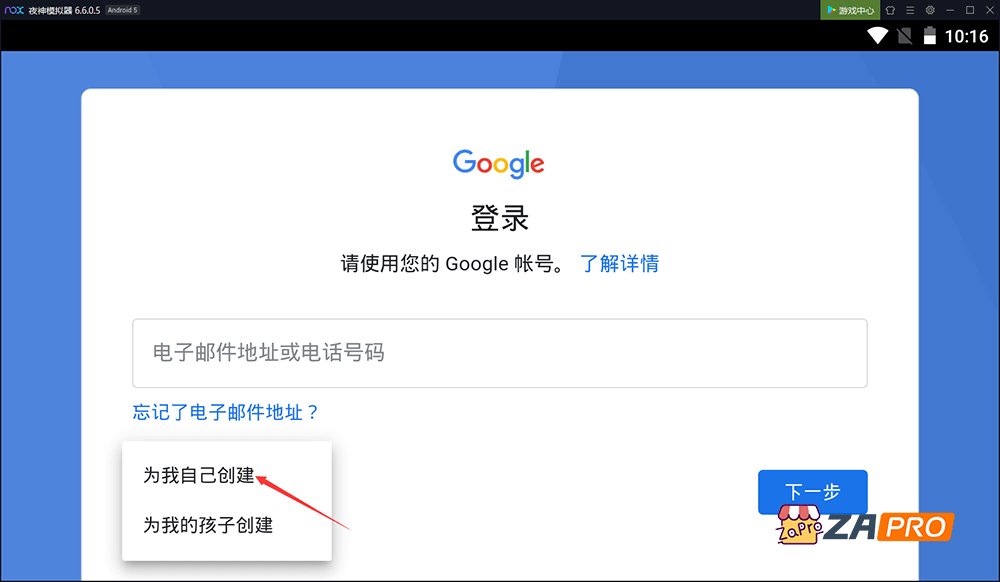 nox 夜神模拟器 6.6.0.5 Android 5
游戏中心
10:16
Google
登录
请使用您的 Google 帐号。 了解详情
电子邮件地址或电话号码
忘记了电子邮件地址？
为我自己创建
为我的孩子创建
下一步
ZaPro
ZAPRO